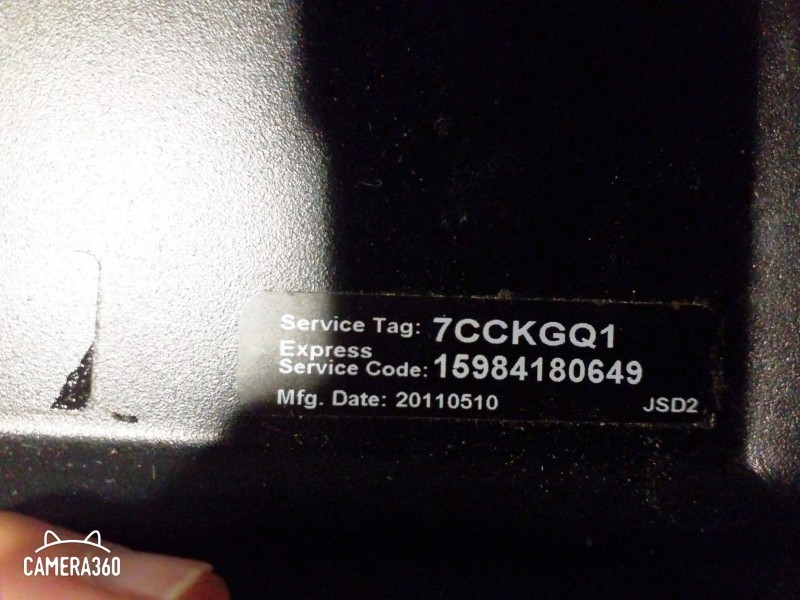 Service Tag: 7CCKGQ1
Express
Service Code: 15984180649
Mfg. Date: 20110510 JSD2
CAMERA360